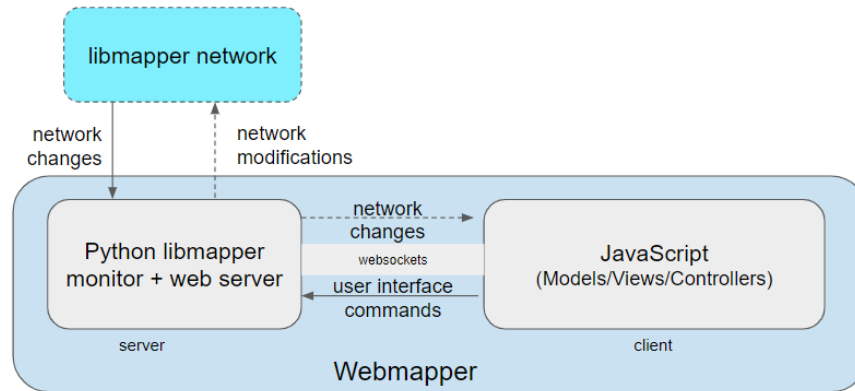 libmapper network
network
changes
network
modifications
network
changes
Python libmapper
monitor + web server
websockets
JavaScript
(Models/Views/Controllers)
user interface
commands
server
client
Webmapper